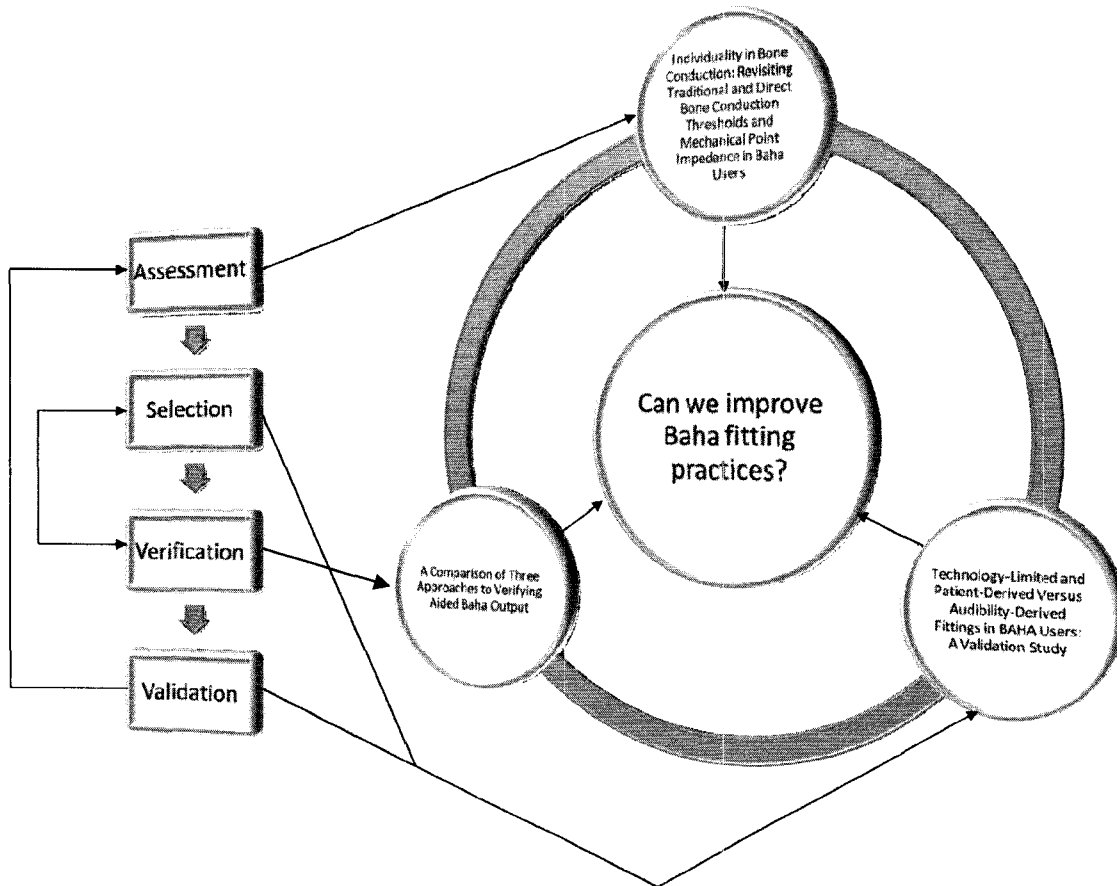 Individuality in Bone
Conduction: Revisiting
Traditional and Direct
Bone Conduction
Thresholds and
Mechanical Point
Impedance in Baha
Users
Assessment
Selection
Verification
Validation
Can we improve
Baha fitting
practices?
A Comparison of Three
Approaches to Verifying
Aided Baha Output
Technology-Limited and
Patient-Derived Versus
Audibility-Derived
Fittings in BAHA Users:
A Validation Study